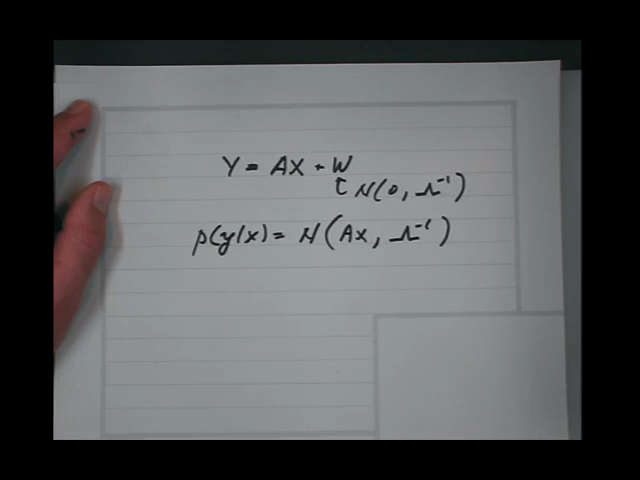 Y = AX + W
N(0, Λ⁻¹)
p(y|x) = N(Ax, Λ⁻¹)